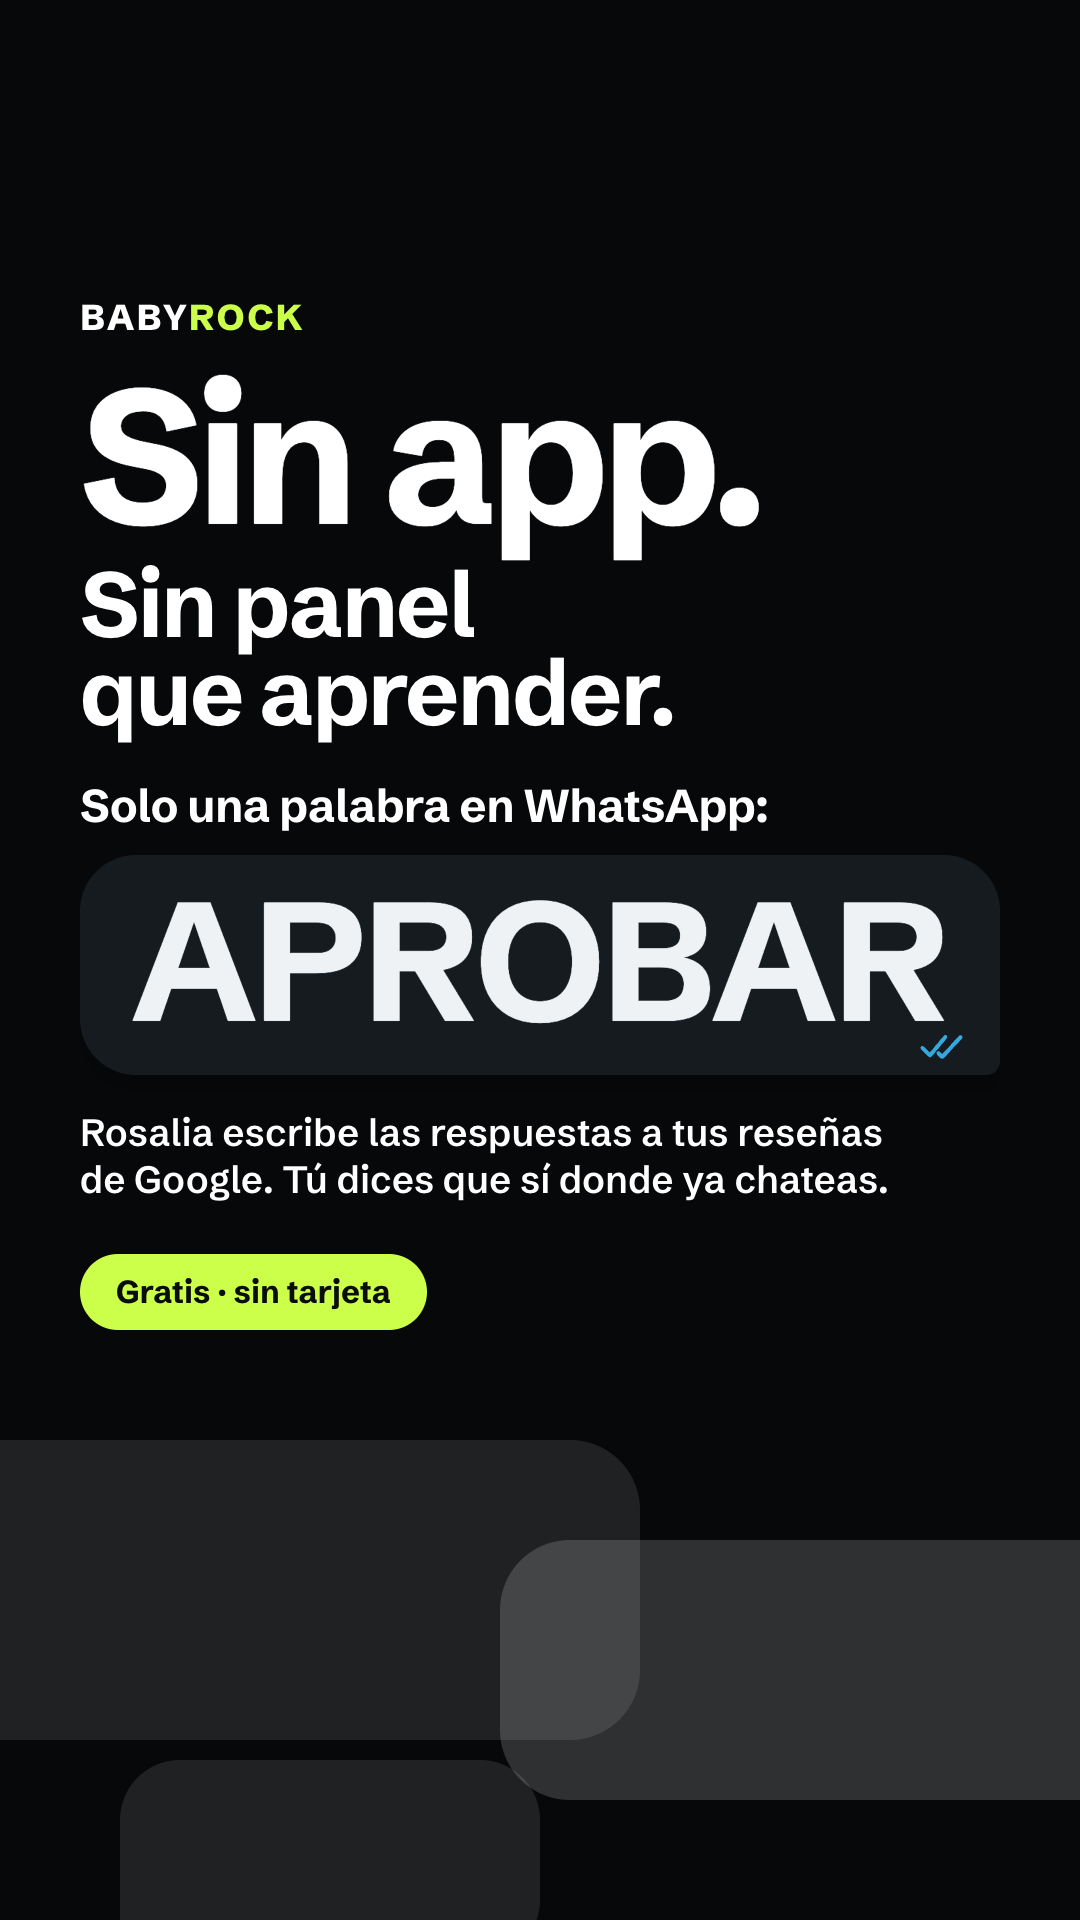 BABYROCK
Sin app.
Sin panel
que aprender.
Solo una palabra en WhatsApp:
APROBAR
Rosalia escribe las respuestas a tus reseñas
de Google. Tú dices que sí donde ya chateas.
Gratis • sin tarjeta